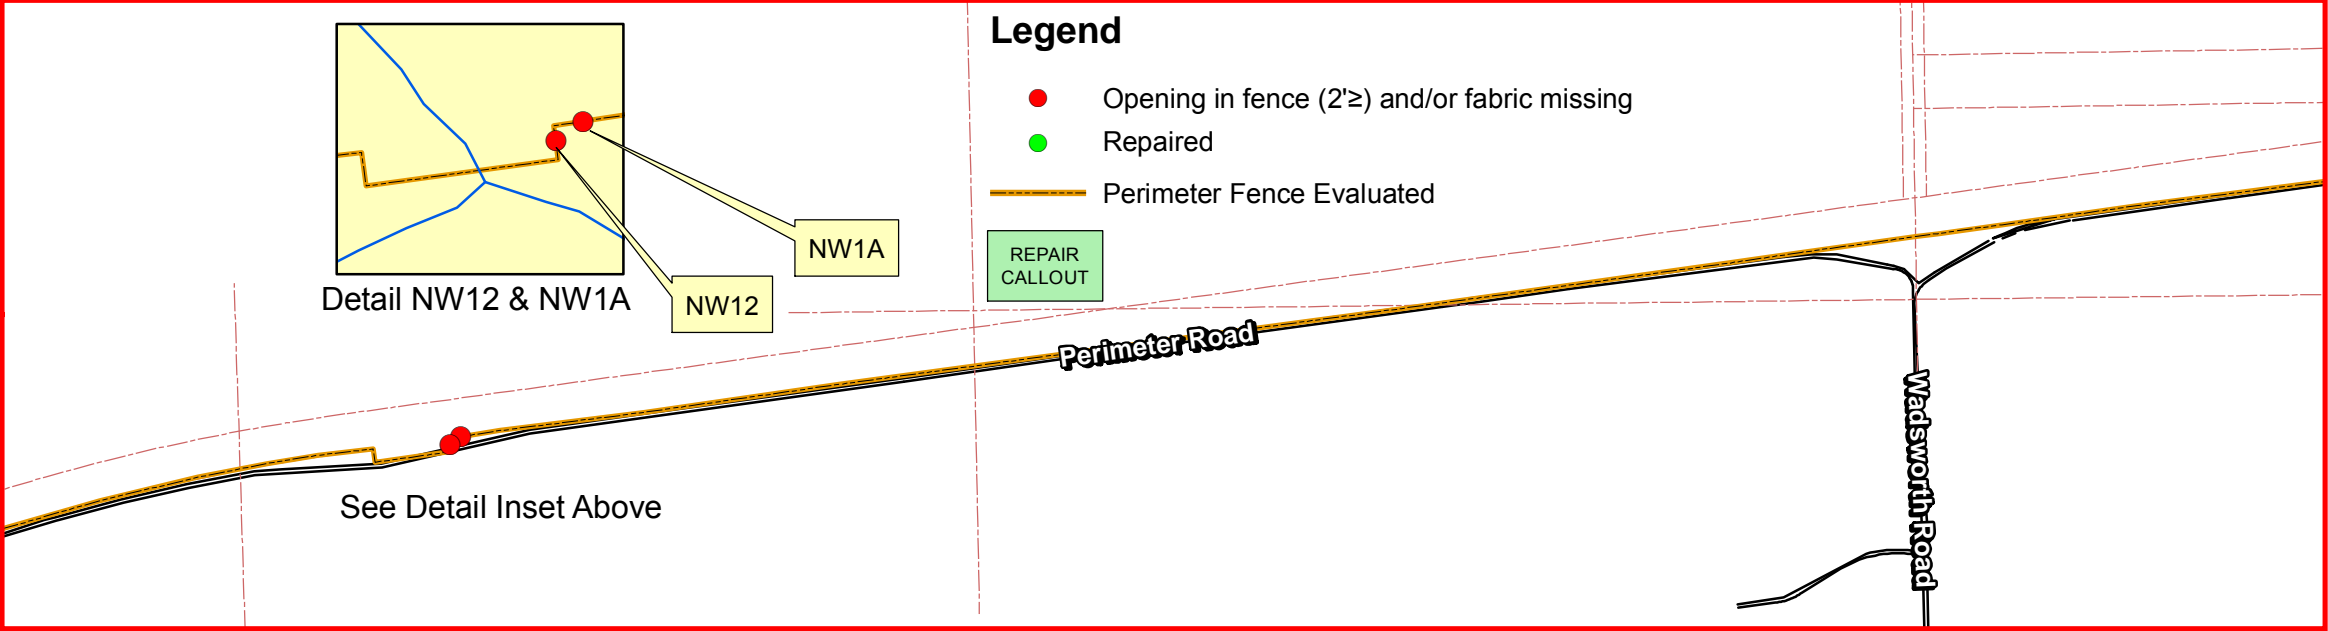 Legend
Opening in fence (2'≥) and/or fabric missing
Repaired
Perimeter Fence Evaluated
REPAIR
CALLOUT
NW1A
NW12
Detail NW12 & NW1A
Perimeter Road
Wadsworth Road
See Detail Inset Above